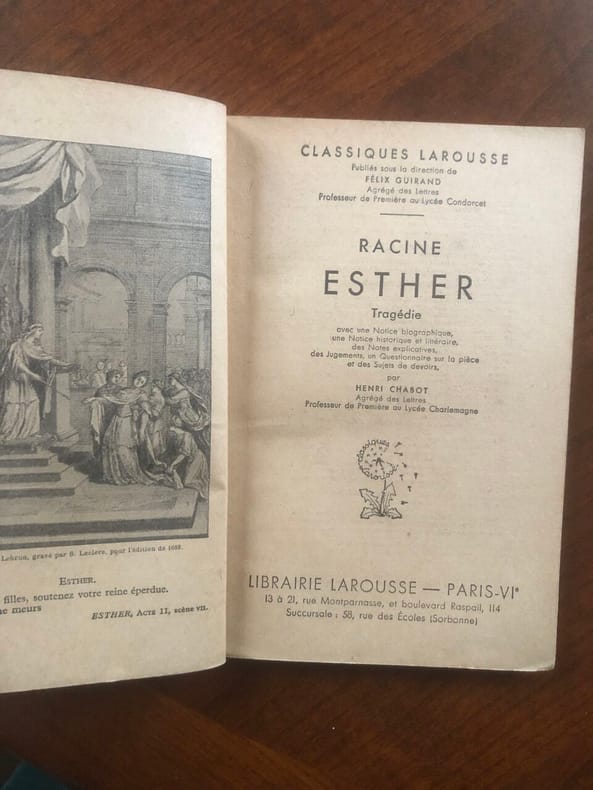 Lebrun, gravé par S. Leclerc, pour l'édition de 1689.
ESTHER.
filles, soutenez votre reine éperdue.
meurs
ESTHER, ACTE II, scène VII.
CLASSIQUES LAROUSSE
Publiés sous la direction de
FÉLIX GUIRAND
Agrégé des Lettres
Professeur de Première au Lycée Condorcet
RACINE
ESTHER
Tragédie
avec une Notice biographique,
une Notice historique et littéraire,
des Notes explicatives,
des Jugements, un Questionnaire sur la pièce
et des Sujets de devoirs,
par
HENRI CHABOT
Agrégé des Lettres
Professeur de Première au Lycée Charlemagne
classiques
Larousse
LIBRAIRIE LAROUSSE — PARIS-VIe
13 à 21, rue Montparnasse, et boulevard Raspail, 114
Succursale : 58, rue des Écoles (Sorbonne)